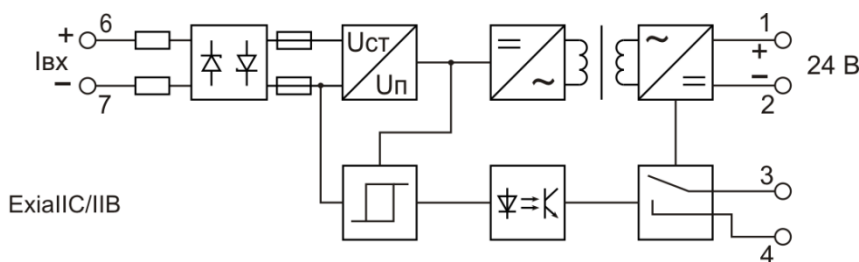 6
+
Iвх
−
7
Uст
Uп
=
~
~
=
1
+
−
2
24 В
ExiaIIC/IIB
3
4